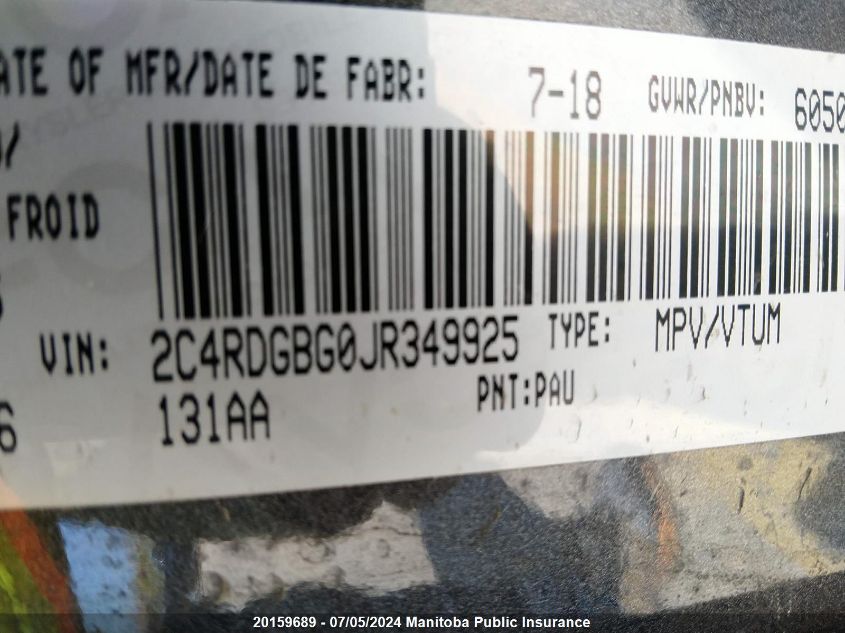 ATE OF MFR/DATE DE FABR: 7-18 GVWR/PNBV: 6050
FROID
VIN: 2C4RDGBG0JR349925 TYPE: MPV/VTUM
6 131AA PNT:PAU
20159689 - 07/05/2024 Manitoba Public Insurance